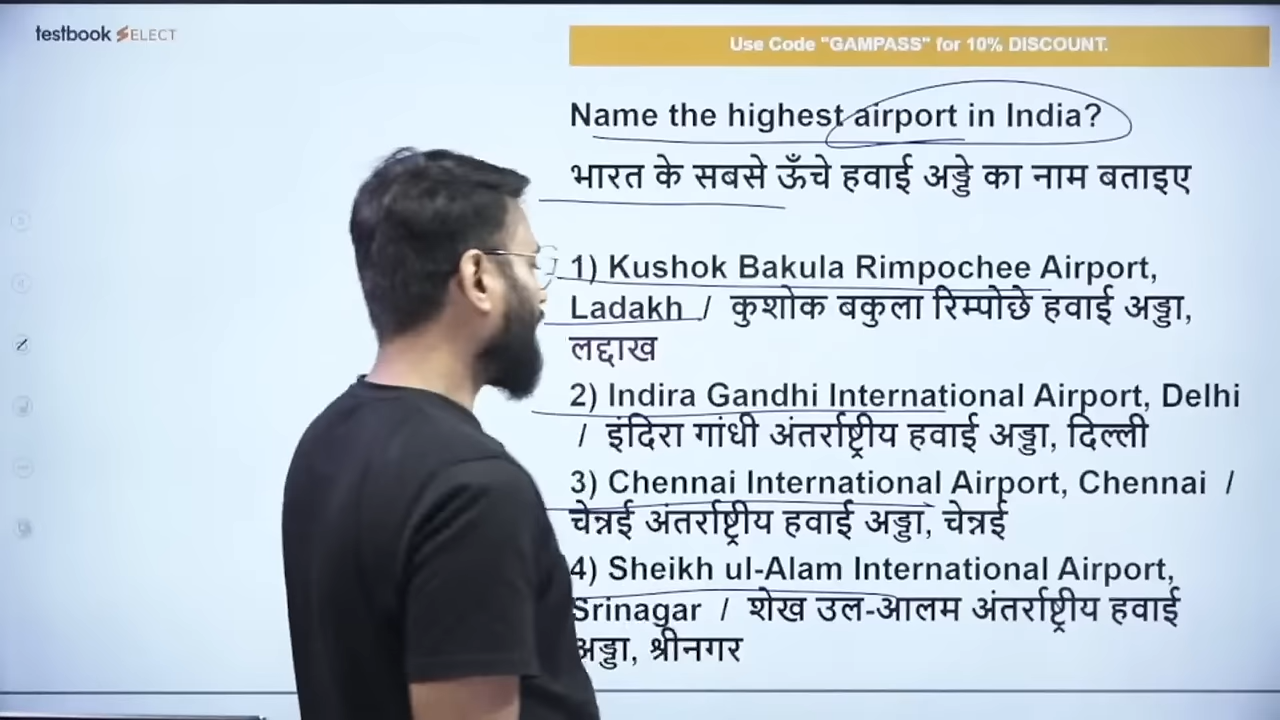 testbook SELECT
Use Code "GAMPASS" for 10% DISCOUNT.
Name the highest airport in India?
भारत के सबसे ऊँचे हवाई अड्डे का नाम बताइए
1) Kushok Bakula Rimpochee Airport,
Ladakh / कुशोक बकुला रिम्पोछे हवाई अड्डा,
लद्दाख
2) Indira Gandhi International Airport, Delhi
/ इंदिरा गांधी अंतर्राष्ट्रीय हवाई अड्डा, दिल्ली
3) Chennai International Airport, Chennai /
चेन्नई अंतर्राष्ट्रीय हवाई अड्डा, चेन्नई
4) Sheikh ul-Alam International Airport,
Srinagar / शेख उल-आलम अंतर्राष्ट्रीय हवाई
अड्डा, श्रीनगर